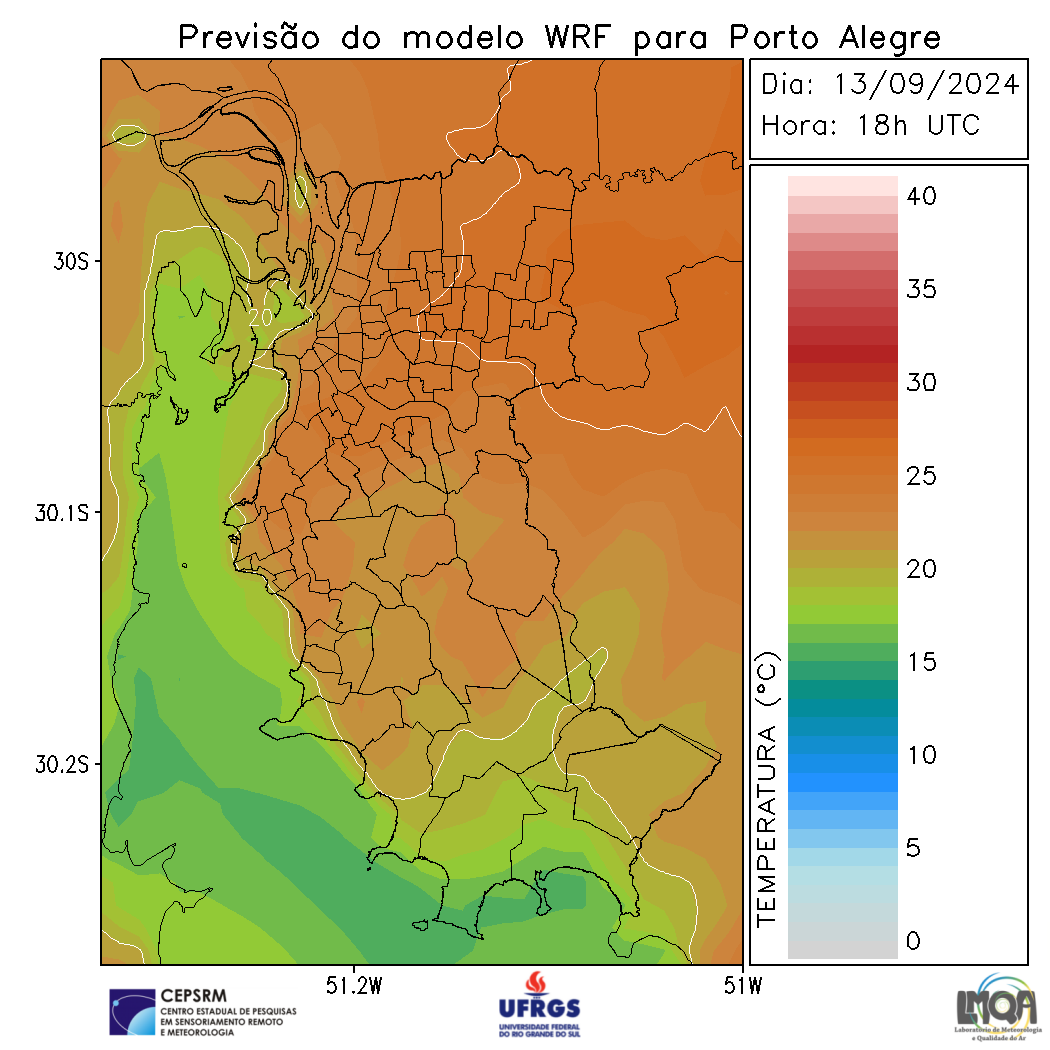 Previsão do modelo WRF para Porto Alegre
Dia: 13/09/2024
Hora: 18h UTC
40
35
30
25
20
15
10
5
0
TEMPERATURA (°C)
30S
30.1S
30.2S
20
51.2W
51W
CEPSRM
CENTRO ESTADUAL DE PESQUISAS
EM SENSORIAMENTO REMOTO
E METEOROLOGIA
UFRGS
UNIVERSIDADE FEDERAL
DO RIO GRANDE DO SUL
LMQA
Laboratório de Meteorologia
e Qualidade do Ar